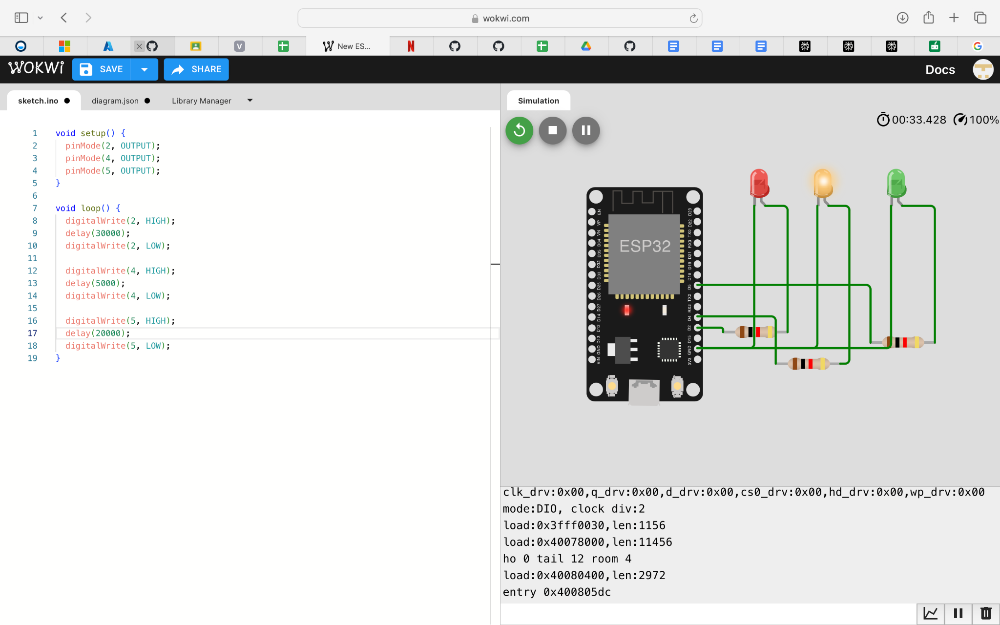 wokwi.com
V
New ES...
N
WOKWi
SAVE
SHARE
Docs
sketch.ino
diagram.json
Library Manager
Simulation
00:33.428
100%
1 void setup() {
2 pinMode(2, OUTPUT);
3 pinMode(4, OUTPUT);
4 pinMode(5, OUTPUT);
5 }
6
7 void loop() {
8 digitalWrite(2, HIGH);
9 delay(30000);
10 digitalWrite(2, LOW);
11
12 digitalWrite(4, HIGH);
13 delay(5000);
14 digitalWrite(4, LOW);
15
16 digitalWrite(5, HIGH);
17 delay(20000);
18 digitalWrite(5, LOW);
19 }
ESP32
EN
VP
VN
D34
D35
D32
D33
D25
D26
D27
D14
D12
D13
GND
VIN
D23
D22
TX0
RX0
D21
D19
D18
D5
TX2
RX2
D4
D2
D15
GND
3V3
clk_drv:0x00,q_drv:0x00,d_drv:0x00,cs0_drv:0x00,hd_drv:0x00,wp_drv:0x00
mode:DIO, clock div:2
load:0x3fff0030,len:1156
load:0x40078000,len:11456
ho 0 tail 12 room 4
load:0x40080400,len:2972
entry 0x400805dc